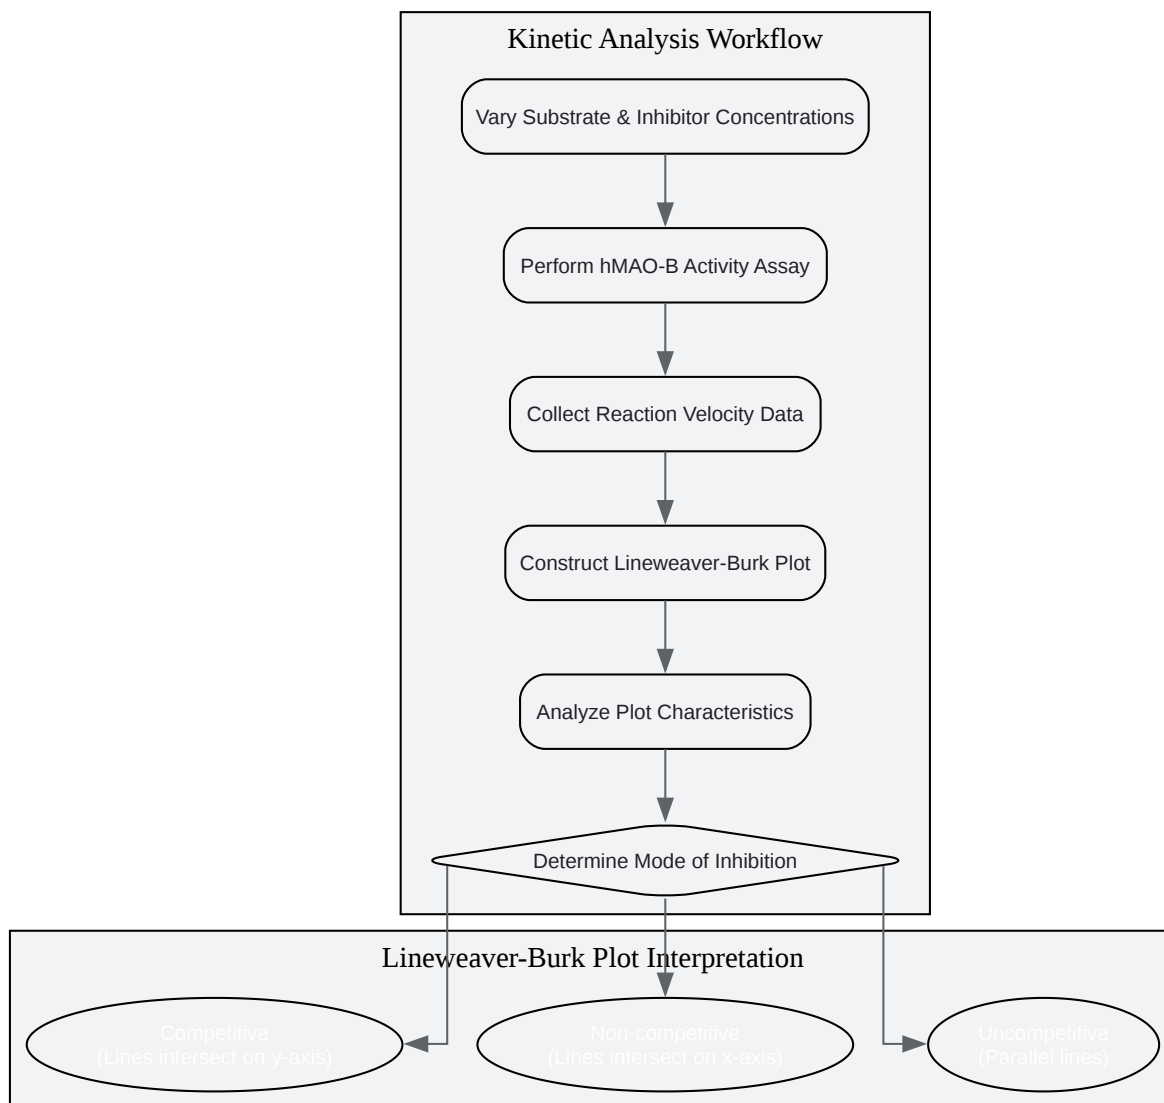 Kinetic Analysis Workflow
Vary Substrate & Inhibitor Concentrations
Perform hMAO-B Activity Assay
Collect Reaction Velocity Data
Construct Lineweaver-Burk Plot
Analyze Plot Characteristics
Determine Mode of Inhibition
Lineweaver-Burk Plot Interpretation
Competitive
(Lines intersect on y-axis)
Non-competitive
(Lines intersect on x-axis)
Uncompetitive
(Parallel lines)